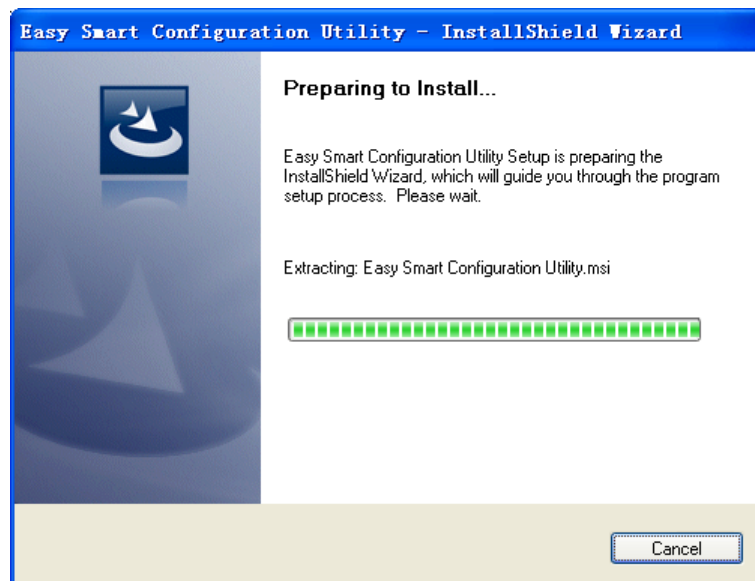 Easy Smart Configuration Utility - InstallShield Wizard
Preparing to Install...
Easy Smart Configuration Utility Setup is preparing the
InstallShield Wizard, which will guide you through the program
setup process.  Please wait.
Extracting: Easy Smart Configuration Utility.msi
Cancel